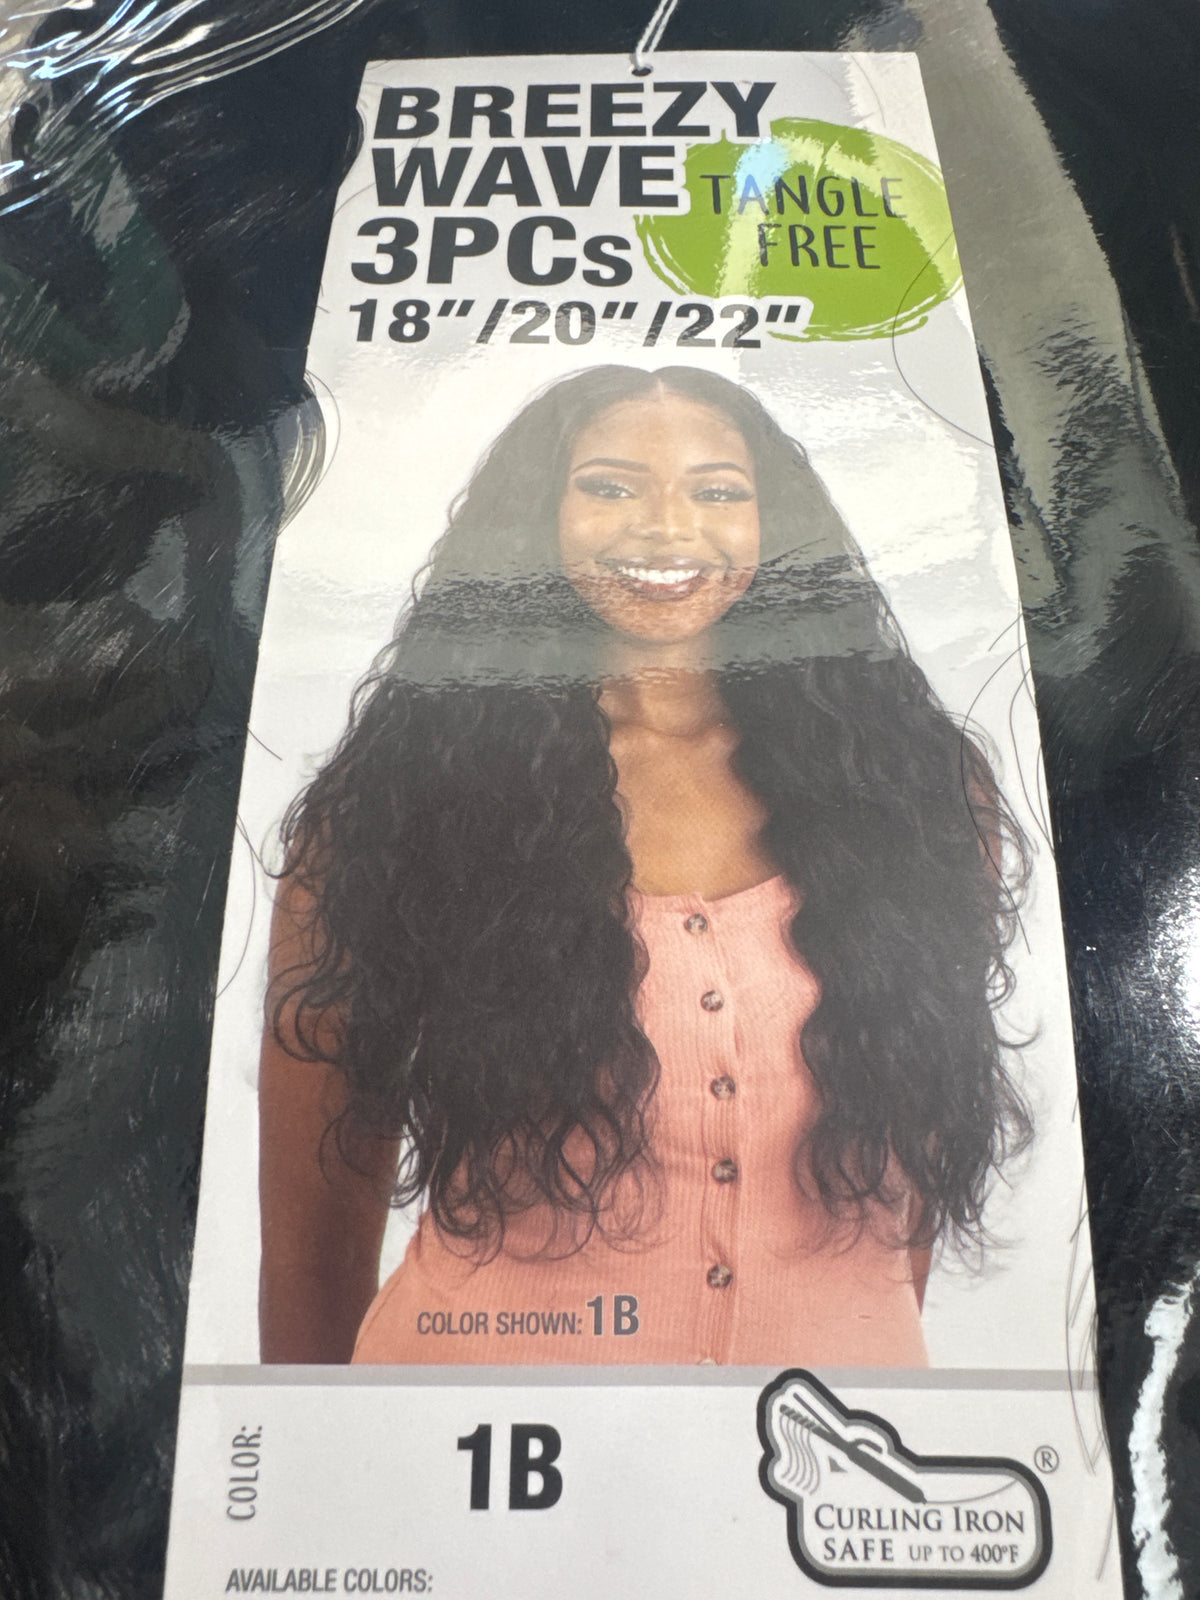 BREEZY
WAVE
3PCs
18"/20"/22"
TANGLE
FREE
COLOR SHOWN: 1B
COLOR:
1B
CURLING IRON
SAFE UP TO 400°F
®
AVAILABLE COLORS: